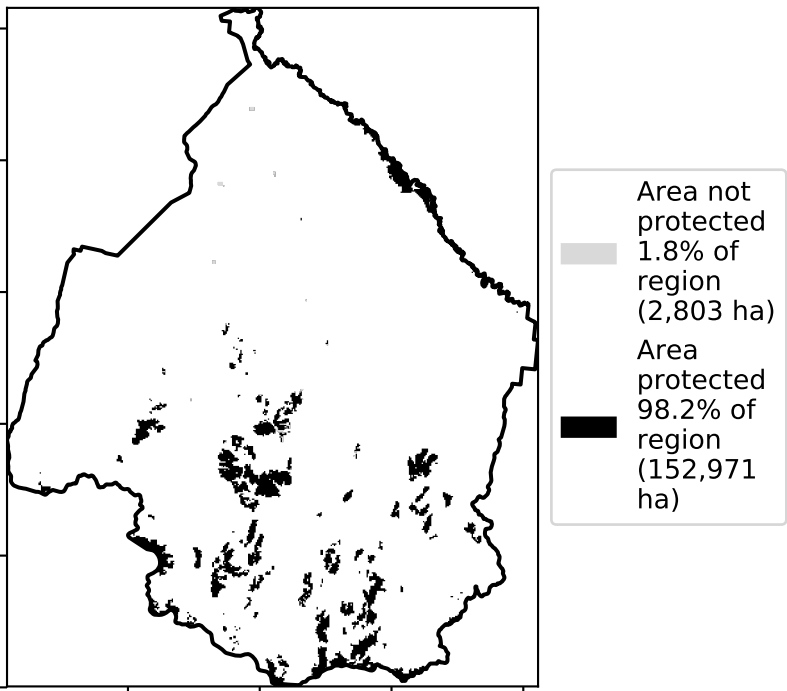 Area not
protected
1.8% of
region
(2,803 ha)
Area
protected
98.2% of
region
(152,971
ha)